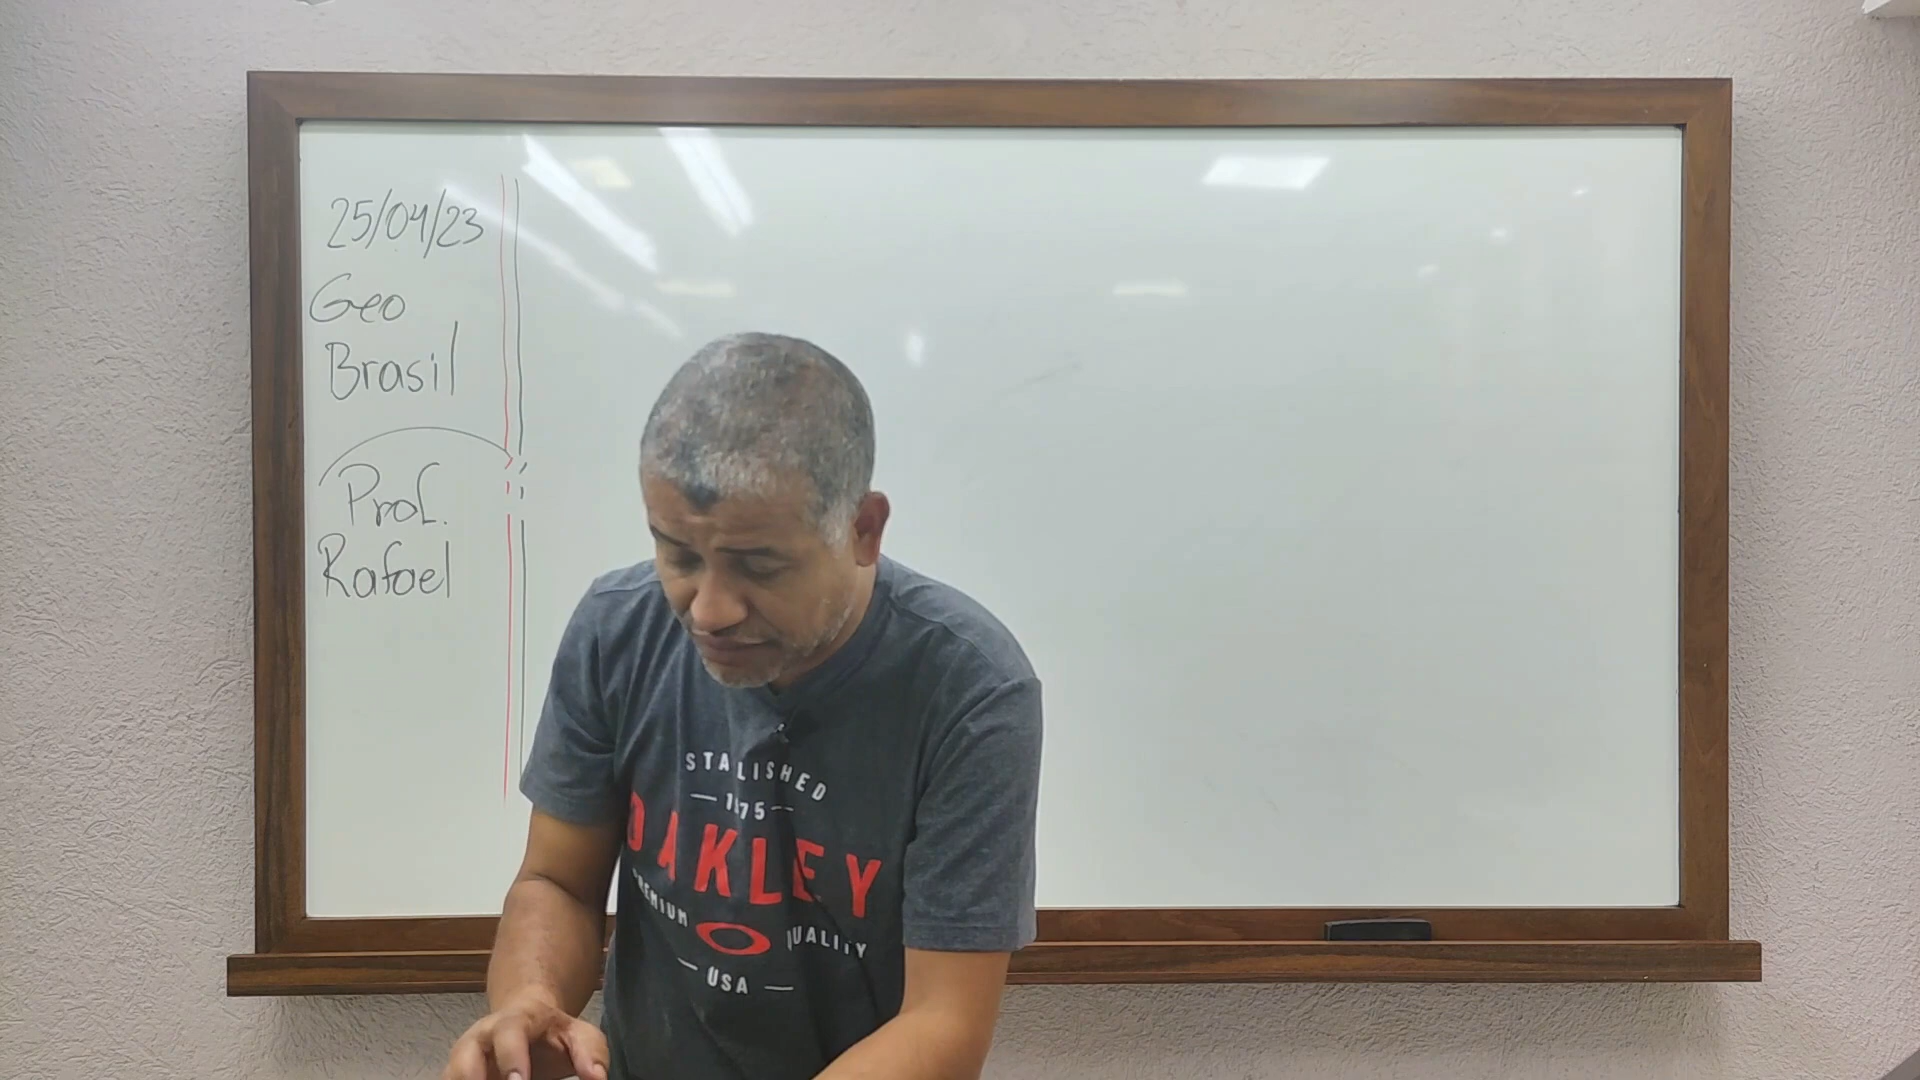 25/04/23
Geo
Brasil
Prof.
Rafael
STALISHED
1975
OAKLEY
PREMIUM QUALITY
USA